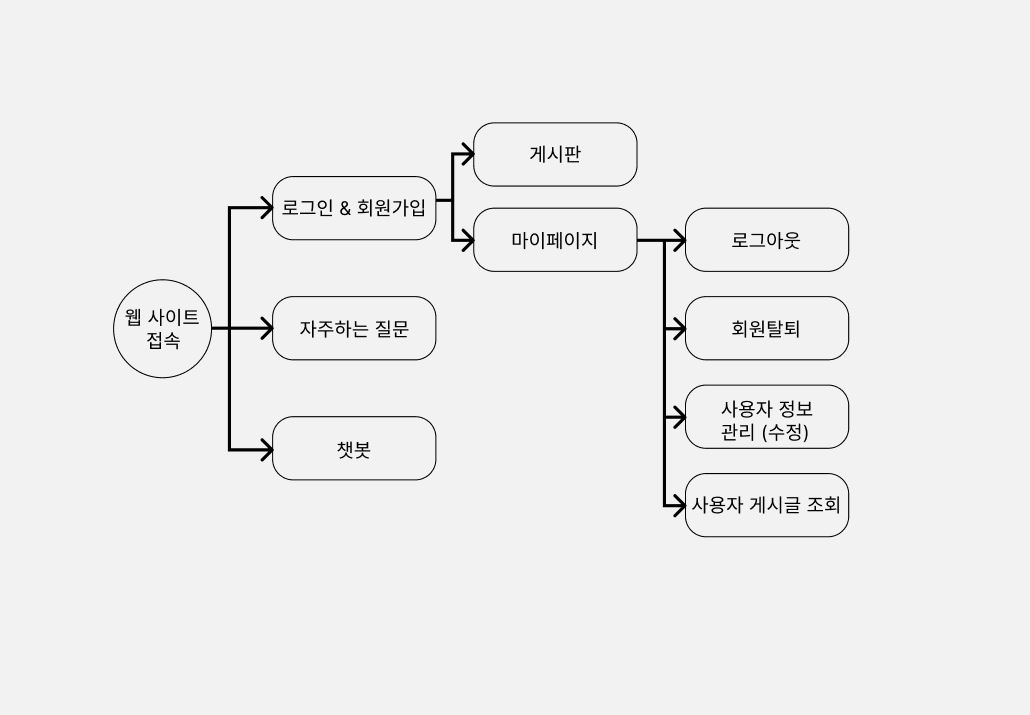 게시판
로그인 & 회원가입
마이페이지
로그아웃
웹 사이트
접속
자주하는 질문
회원탈퇴
사용자 정보
관리 (수정)
챗봇
사용자 게시글 조회